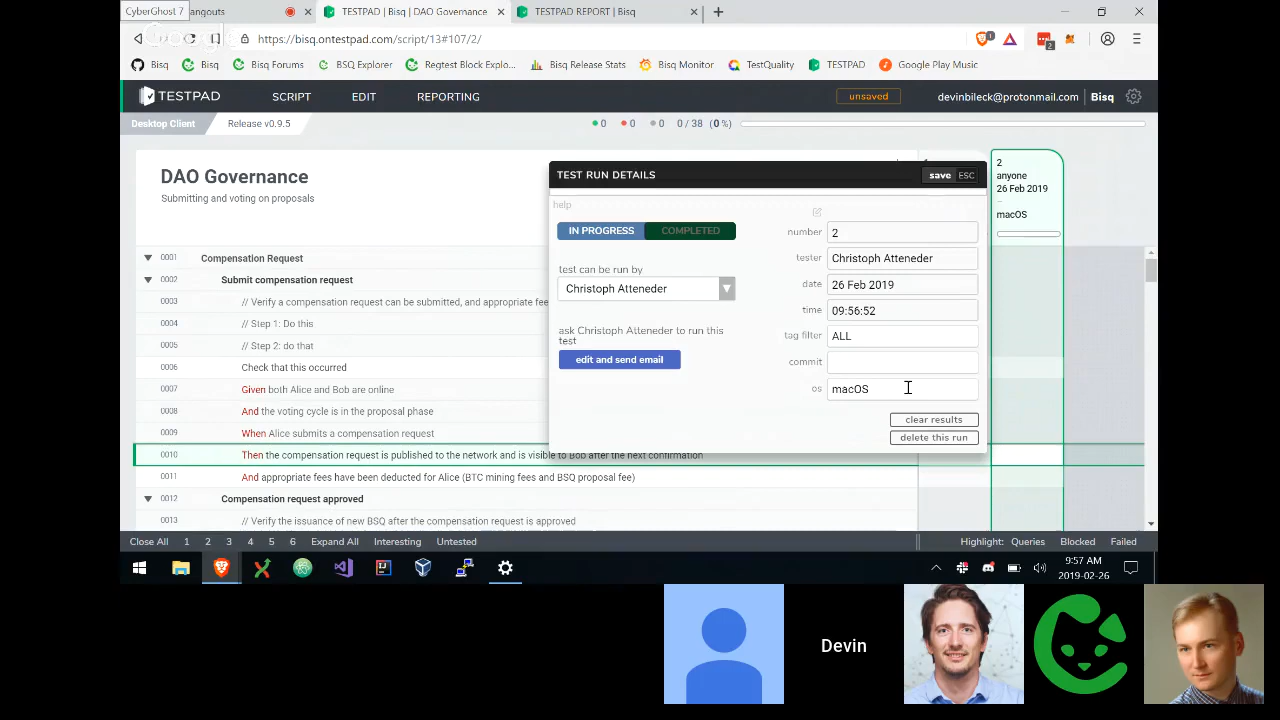 CyberGhost 7
angouts
TESTPAD | Bisq | DAO Governance
TESTPAD REPORT | Bisq
https://bisq.ontestpad.com/script/13#107/2/
1
2
Bisq
Bisq
Bisq Forums
BSQ Explorer
Regtest Block Explo...
Bisq Release Stats
Bisq Monitor
TestQuality
TESTPAD
Google Play Music
TESTPAD
SCRIPT
EDIT
REPORTING
unsaved
devinbileck@protonmail.com
Bisq
Desktop Client
Release v0.9.5
0
0
0
0 / 38 (0 %)
DAO Governance
Submitting and voting on proposals
2
anyone
26 Feb 2019
--
macOS
TEST RUN DETAILS
save ESC
help
IN PROGRESS
COMPLETED
test can be run by
Christoph Atteneder
ask Christoph Atteneder to run this
test
edit and send email
number 2
tester Christoph Atteneder
date 26 Feb 2019
time 09:56:52
tag filter ALL
commit
os macOS
clear results
delete this run
0001 Compensation Request
0002 Submit compensation request
0003 // Verify a compensation request can be submitted, and appropriate fee
0004 // Step 1: Do this
0005 // Step 2: do that
0006 Check that this occurred
0007 Given both Alice and Bob are online
0008 And the voting cycle is in the proposal phase
0009 When Alice submits a compensation request
0010 Then the compensation request is published to the network and is visible to Bob after the next confirmation
0011 And appropriate fees have been deducted for Alice (BTC mining fees and BSQ proposal fee)
0012 Compensation request approved
0013 // Verify the issuance of new BSQ after the compensation request is approved
Close All 1 2 3 4 5 6 Expand All Interesting Untested
Highlight: Queries Blocked Failed
9:57 AM
2019-02-26
Devin